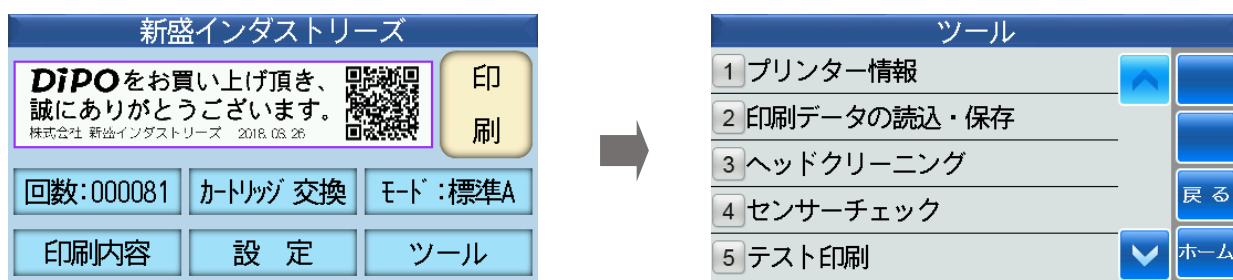 新盛インダストリーズ
DiPOをお買い上げ頂き、
誠にありがとうございます。
株式会社 新盛インダストリーズ 2018.03.26
印刷
回数:000081 カートリッジ 交換 モード:標準A
印刷内容 設 定 ツール
ツール
1 プリンター情報
2 印刷データの読込・保存
3 ヘッドクリーニング
4 センサーチェック
5 テスト印刷
戻る
ホーム